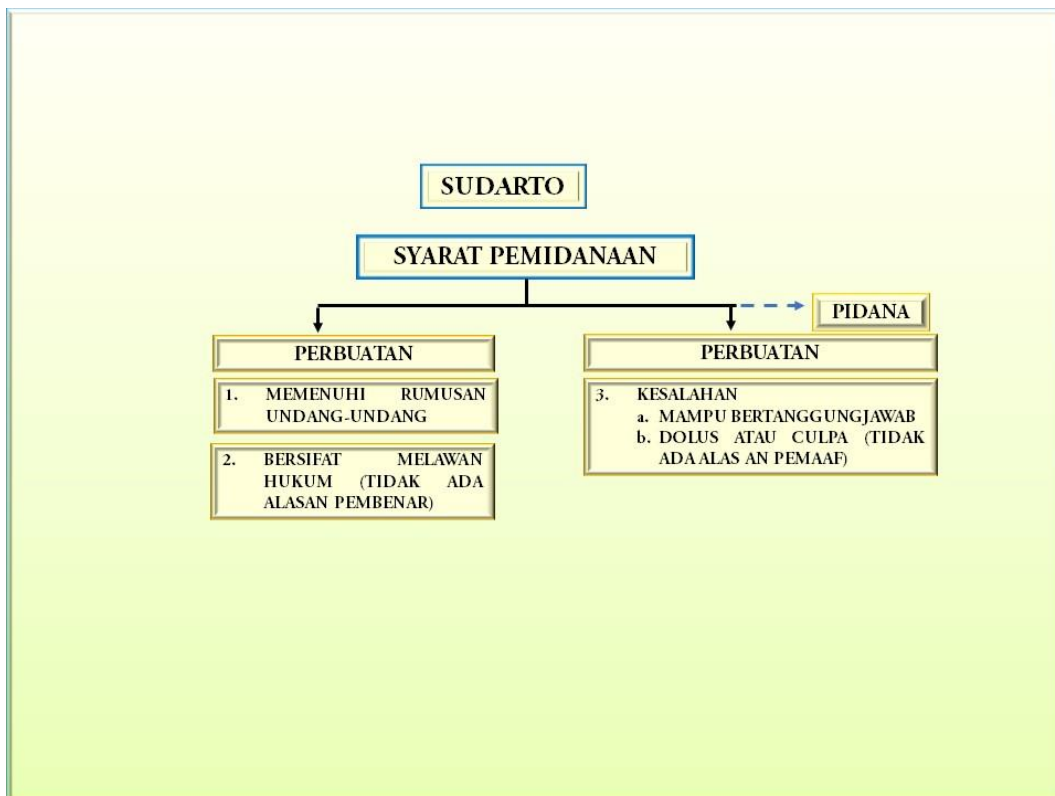 SUDARTO
SYARAT PEMIDANAAN
PIDANA
PERBUATAN
1. MEMENUHI RUMUSAN
UNDANG-UNDANG
2. BERSIFAT MELAWAN
HUKUM (TIDAK ADA
ALASAN PEMBENAR)
PERBUATAN
3. KESALAHAN
a. MAMPU BERTANGGUNGJAWAB
b. DOLUS ATAU CULPA (TIDAK
ADA ALAS AN PEMAAF)